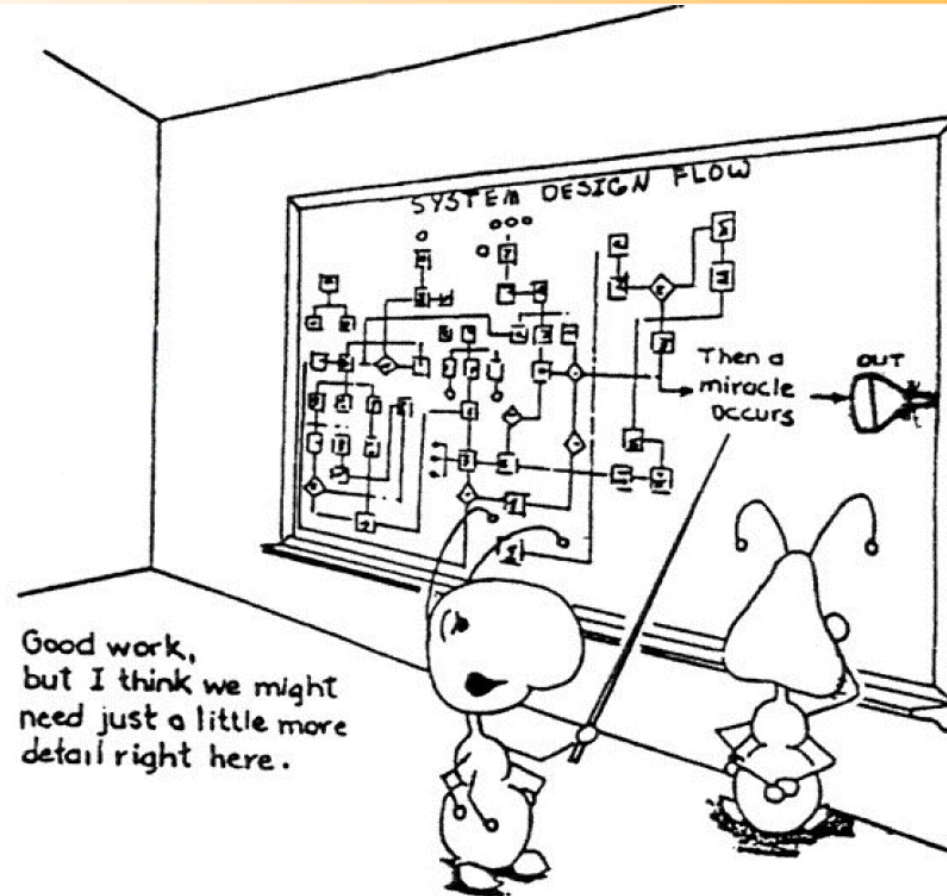 SYSTEM DESIGN FLOW
Then a
miracle
occurs
OUT
Good work,
but I think we might
need just a little more
detail right here.